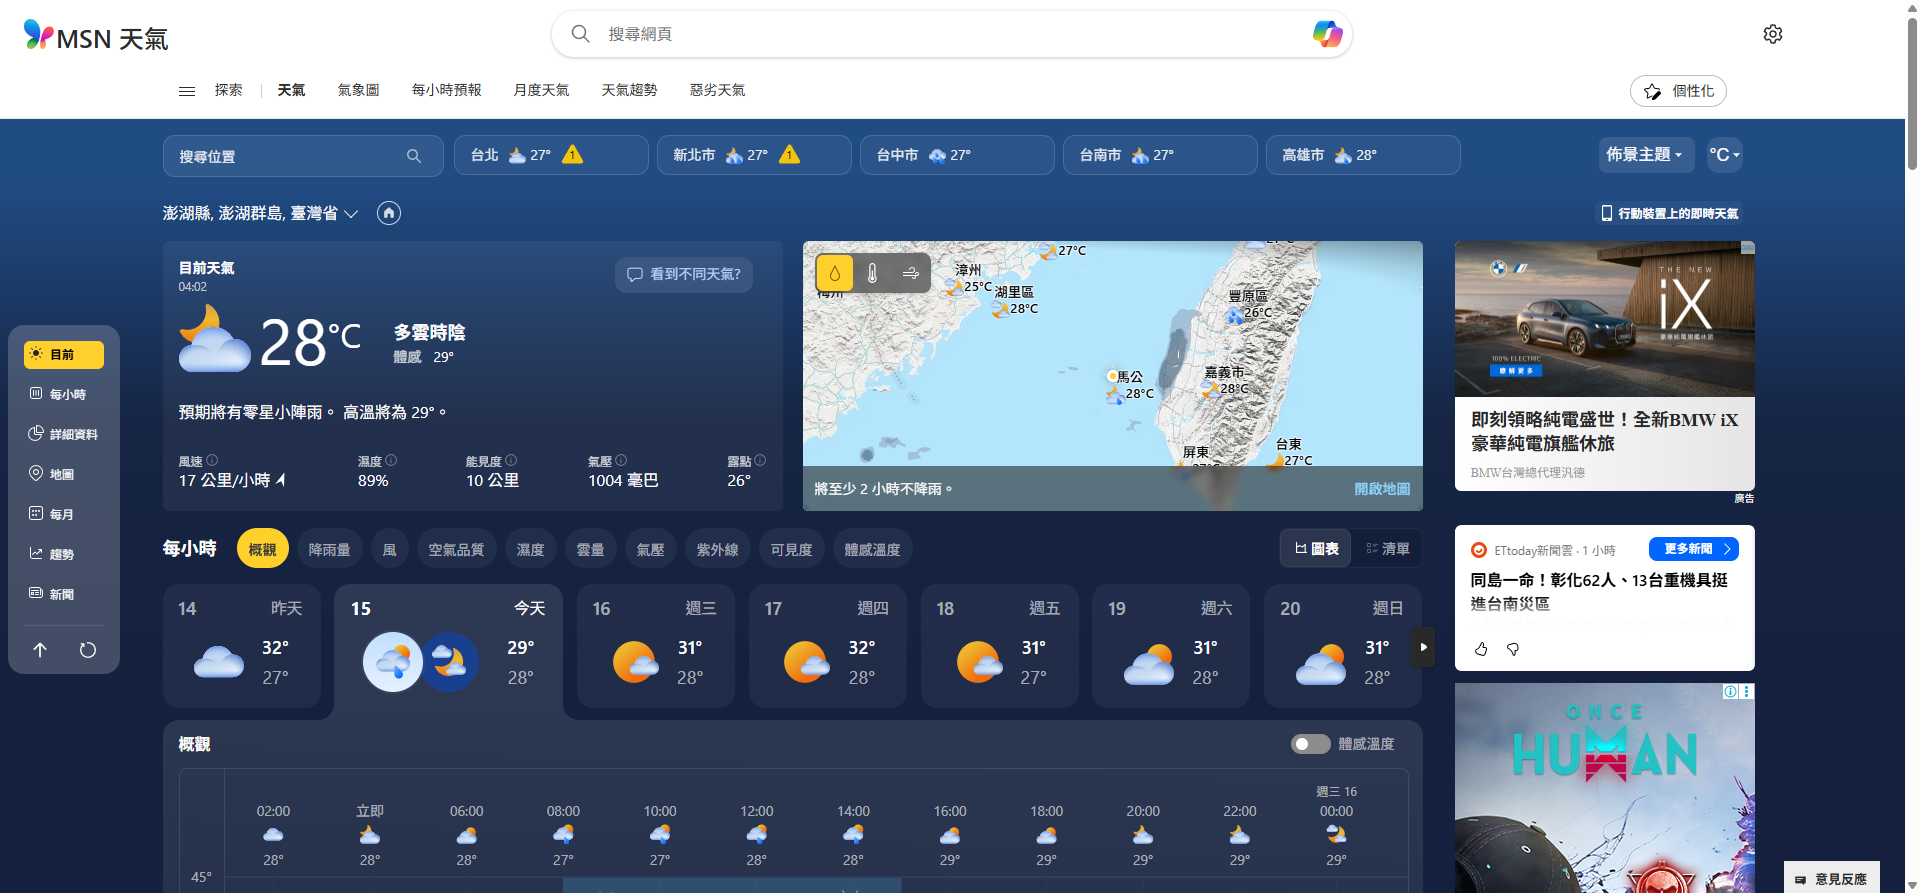 MSN 天氣
搜尋網頁
探索 天氣 氣象圖 每小時預報 月度天氣 天氣趨勢 惡劣天氣
個性化
搜尋位置
台北 27° 1
新北市 27° 1
台中市 27°
台南市 27°
高雄市 28°
佈景主題
°C
澎湖縣, 澎湖群島, 臺灣省
行動裝置上的即時天氣
目前
每小時
詳細資料
地圖
每月
趨勢
新聞
目前天氣
04:02
看到不同天氣?
28°C
多雲時陰
體感 29°
預期將有零星小陣雨。 高溫將為 29°。
風速 濕度 能見度 氣壓 露點
17 公里/小時 89% 10 公里 1004 毫巴 26°
27°C
漳州
25°C
湖里區
28°C
豐原區
26°C
馬公
28°C
嘉義市
28°C
屏東
台東
27°C
將至少 2 小時不降雨。
開啟地圖
THE NEW
iX
豪華純電旗艦休旅
100% ELECTRIC
瞭解更多
即刻領略純電盛世！全新BMW iX
豪華純電旗艦休旅
BMW台灣總代理汎德
廣告
每小時 概觀 降雨量 風 空氣品質 濕度 雲量 氣壓 紫外線 可見度 體感溫度
圖表 清單
14 昨天
32°
27°
15 今天
29°
28°
16 週三
31°
28°
17 週四
32°
28°
18 週五
31°
27°
19 週六
31°
28°
20 週日
31°
28°
ETtoday新聞雲 · 1 小時
更多新聞
同島一命！彰化62人、13台重機具挺
進台南災區
概觀
體感溫度
週三 16
02:00 立即 06:00 08:00 10:00 12:00 14:00 16:00 18:00 20:00 22:00 00:00
28° 28° 28° 27° 27° 28° 28° 29° 29° 29° 29° 29°
45°
ONCE
HUMAN
意見反應